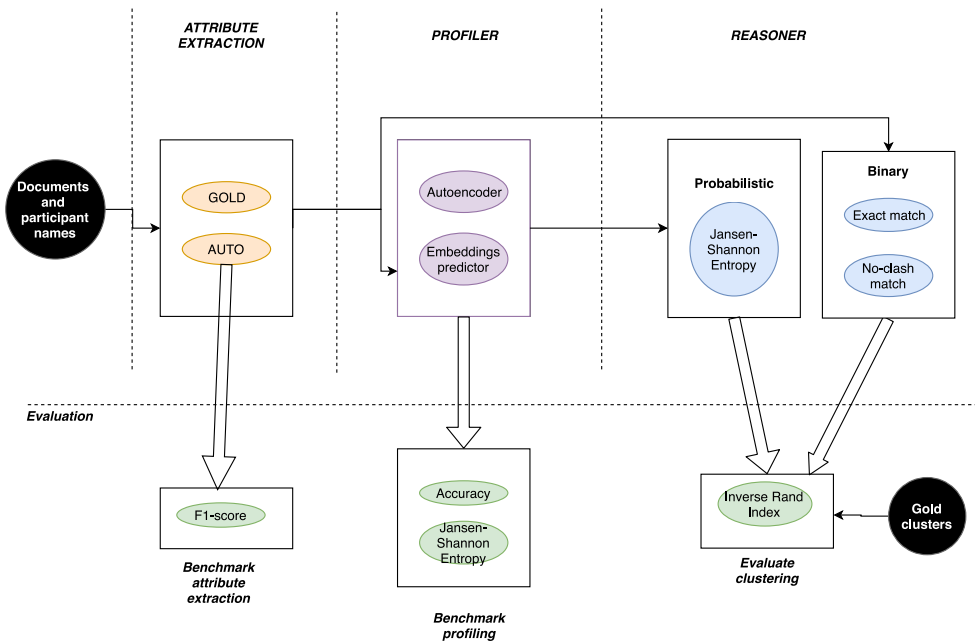 ATTRIBUTE
EXTRACTION
PROFILER
REASONER
Documents
and
participant
names
GOLD
AUTO
Autoencoder
Embeddings
predictor
Probabilistic
Jansen-
Shannon
Entropy
Binary
Exact match
No-clash
match
Evaluation
F1-score
Benchmark
attribute
extraction
Accuracy
Jansen-
Shannon
Entropy
Benchmark
profiling
Inverse Rand
Index
Evaluate
clustering
Gold
clusters